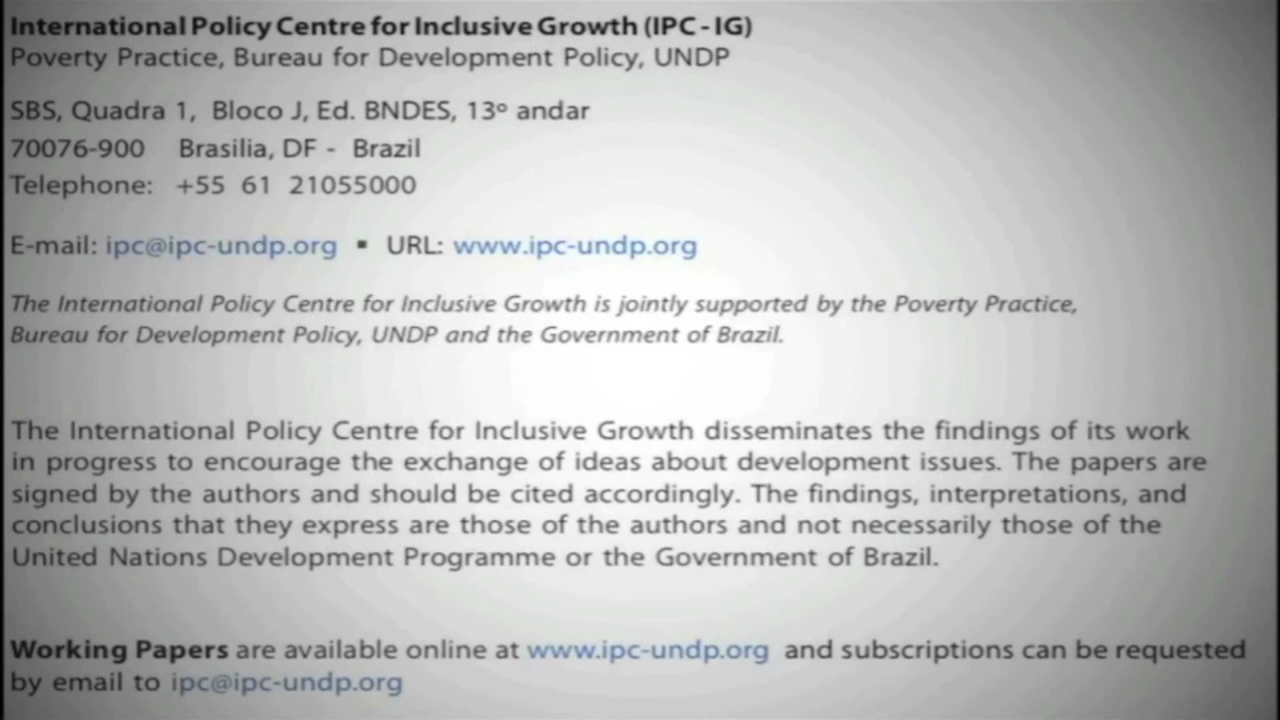 International Policy Centre for Inclusive Growth (IPC - IG)
Poverty Practice, Bureau for Development Policy, UNDP
SBS, Quadra 1, Bloco J, Ed. BNDES, 13º andar
70076-900 Brasilia, DF - Brazil
Telephone: +55 61 21055000
E-mail: ipc@ipc-undp.org ▪ URL: www.ipc-undp.org
The International Policy Centre for Inclusive Growth is jointly supported by the Poverty Practice,
Bureau for Development Policy, UNDP and the Government of Brazil.
The International Policy Centre for Inclusive Growth disseminates the findings of its work
in progress to encourage the exchange of ideas about development issues. The papers are
signed by the authors and should be cited accordingly. The findings, interpretations, and
conclusions that they express are those of the authors and not necessarily those of the
United Nations Development Programme or the Government of Brazil.
Working Papers are available online at www.ipc-undp.org and subscriptions can be requested
by email to ipc@ipc-undp.org